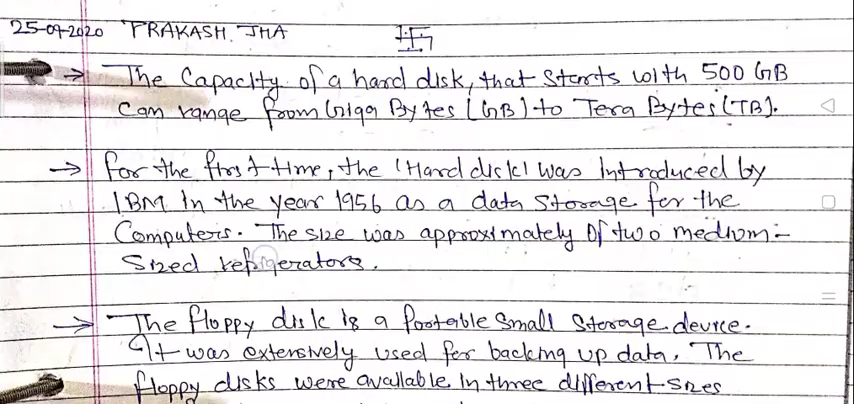 25-09-2020 PRAKASH JHA
→ The Capacity of a hard disk, that starts with 500 GB
Can range from Giga Bytes (GB) to Tera Bytes (TB).
→ for the first time, the 'Hard disk' was Introduced by
IBM in the year 1956 as a data Storage for the
Computers. The size was approximately of two medium-
Sized refrigerators.
→ The floppy disk is a Portable Small Storage device.
It was extensively used for backing up data. The
floppy disks were available in three different sizes